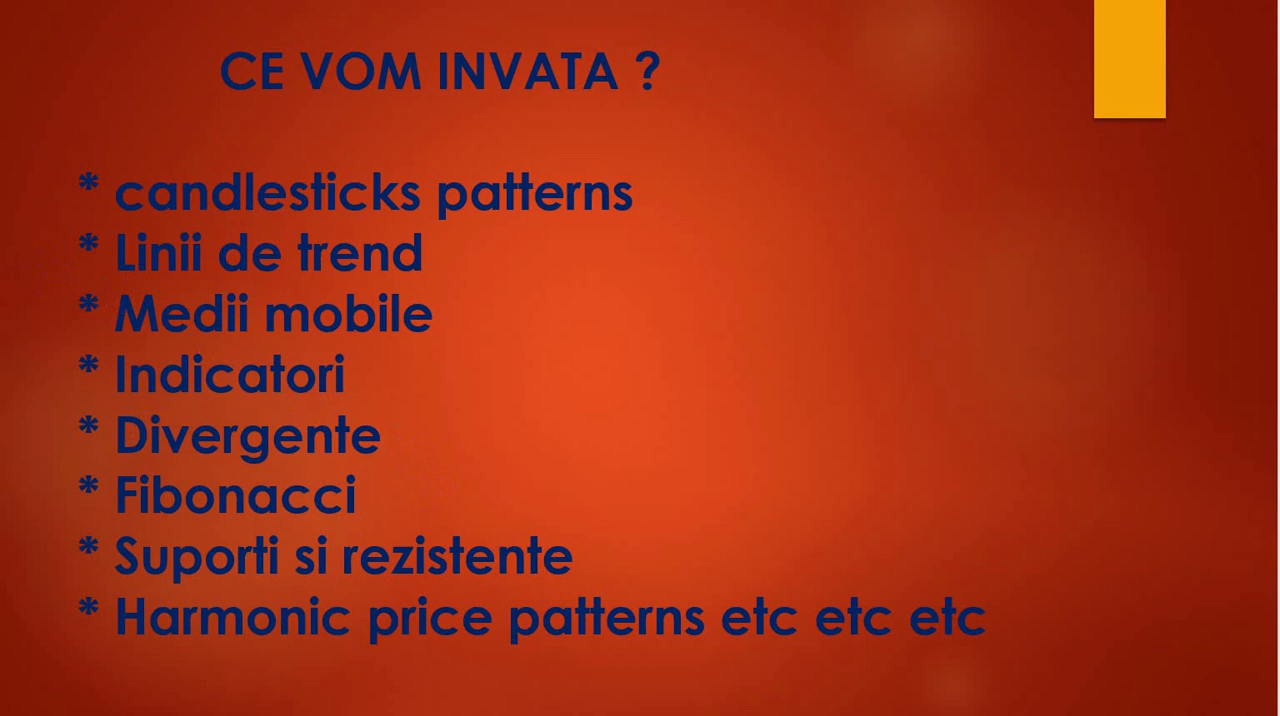 CE VOM INVATA ?
* candlesticks patterns
* Linii de trend
* Medii mobile
* Indicatori
* Divergente
* Fibonacci
* Suporti si rezistente
* Harmonic price patterns etc etc etc